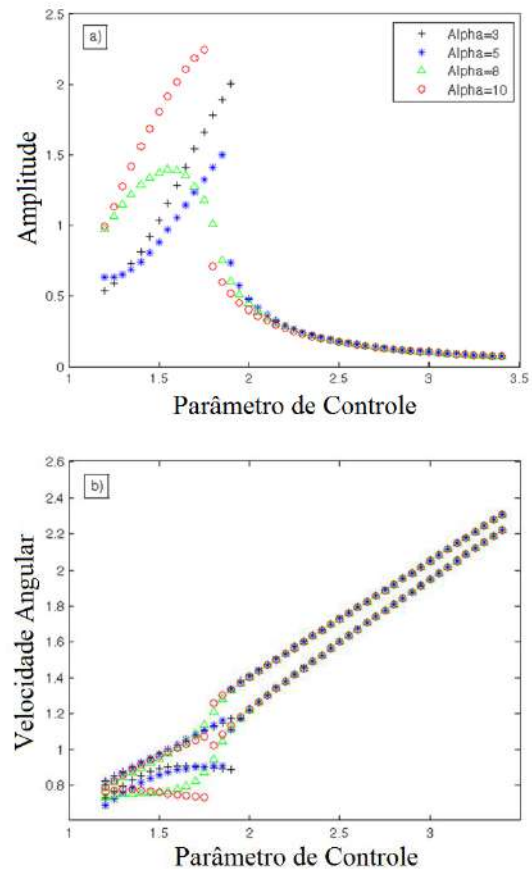 a)
+ Alpha=3
* Alpha=5
△ Alpha=8
○ Alpha=10
2.5
2
1.5
1
0.5
0
Amplitude
1 1.5 2 2.5 3 3.5
Parâmetro de Controle
b)
2.6
2.4
2.2
2
1.8
1.6
1.4
1.2
1
0.8
Velocidade Angular
1 1.5 2 2.5 3
Parâmetro de Controle